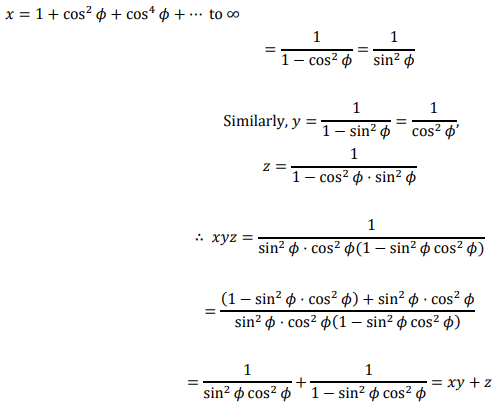 x = 1 + cos² ϕ + cos⁴ ϕ + ⋯ to ∞
= 1/(1 − cos² ϕ) = 1/(sin² ϕ)
Similarly, y = 1/(1 − sin² ϕ) = 1/(cos² ϕ),
z = 1/(1 − cos² ϕ · sin² ϕ)
∴ xyz = 1/(sin² ϕ · cos² ϕ(1 − sin² ϕ cos² ϕ))
= ((1 − sin² ϕ · cos² ϕ) + sin² ϕ · cos² ϕ)/(sin² ϕ · cos² ϕ(1 − sin² ϕ cos² ϕ))
= 1/(sin² ϕ cos² ϕ) + 1/(1 − sin² ϕ cos² ϕ) = xy + z